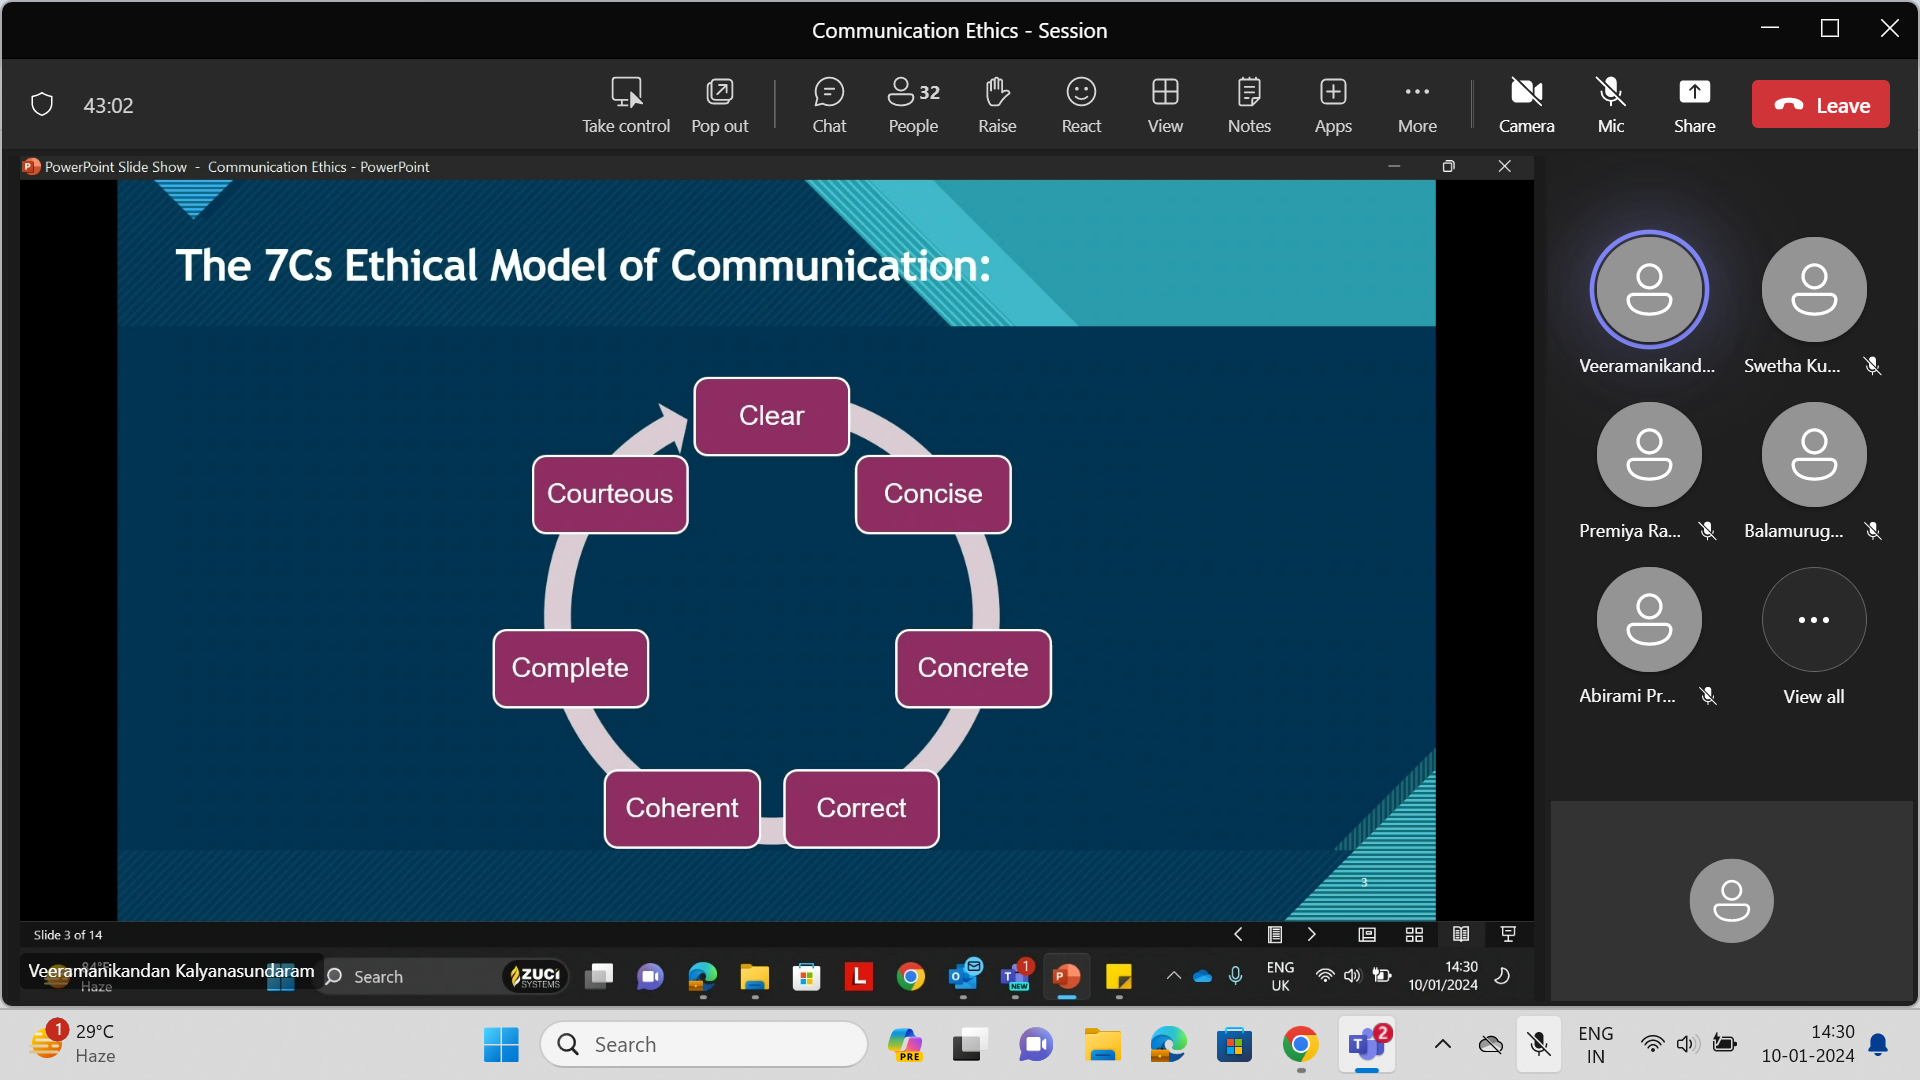 Communication Ethics - Session
43:02
Take control
Pop out
Chat
32
People
Raise
React
View
Notes
Apps
More
Camera
Mic
Share
Leave
PowerPoint Slide Show - Communication Ethics - PowerPoint
The 7Cs Ethical Model of Communication:
Clear
Concise
Concrete
Correct
Coherent
Complete
Courteous
3
Veeramanikand...
Swetha Ku...
Premiya Ra...
Balamurug...
Abirami Pr...
View all
Slide 3 of 14
Veeramanikandan Kalyanasundaram
84°F
Haze
Search
ZUCI
SYSTEMS
L
1
NEW
ENG
UK
14:30
10/01/2024
1
29°C
Haze
Search
PRE
2
ENG
IN
14:30
10-01-2024